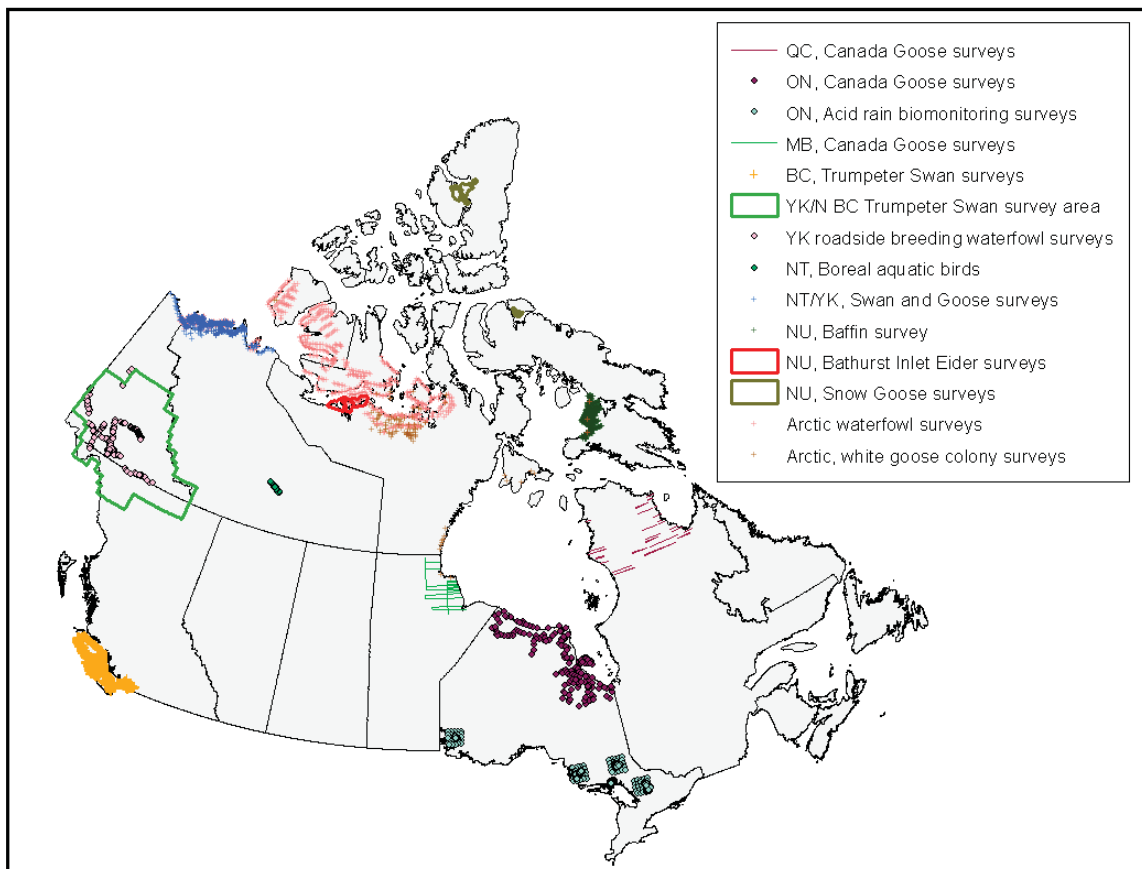 QC, Canada Goose surveys
ON, Canada Goose surveys
ON, Acid rain biomonitoring surveys
MB, Canada Goose surveys
BC, Trumpeter Swan surveys
YK/N BC Trumpeter Swan survey area
YK roadside breeding waterfowl surveys
NT, Boreal aquatic birds
NT/YK, Swan and Goose surveys
NU, Baffin survey
NU, Bathurst Inlet Eider surveys
NU, Snow Goose surveys
Arctic waterfowl surveys
Arctic, white goose colony surveys